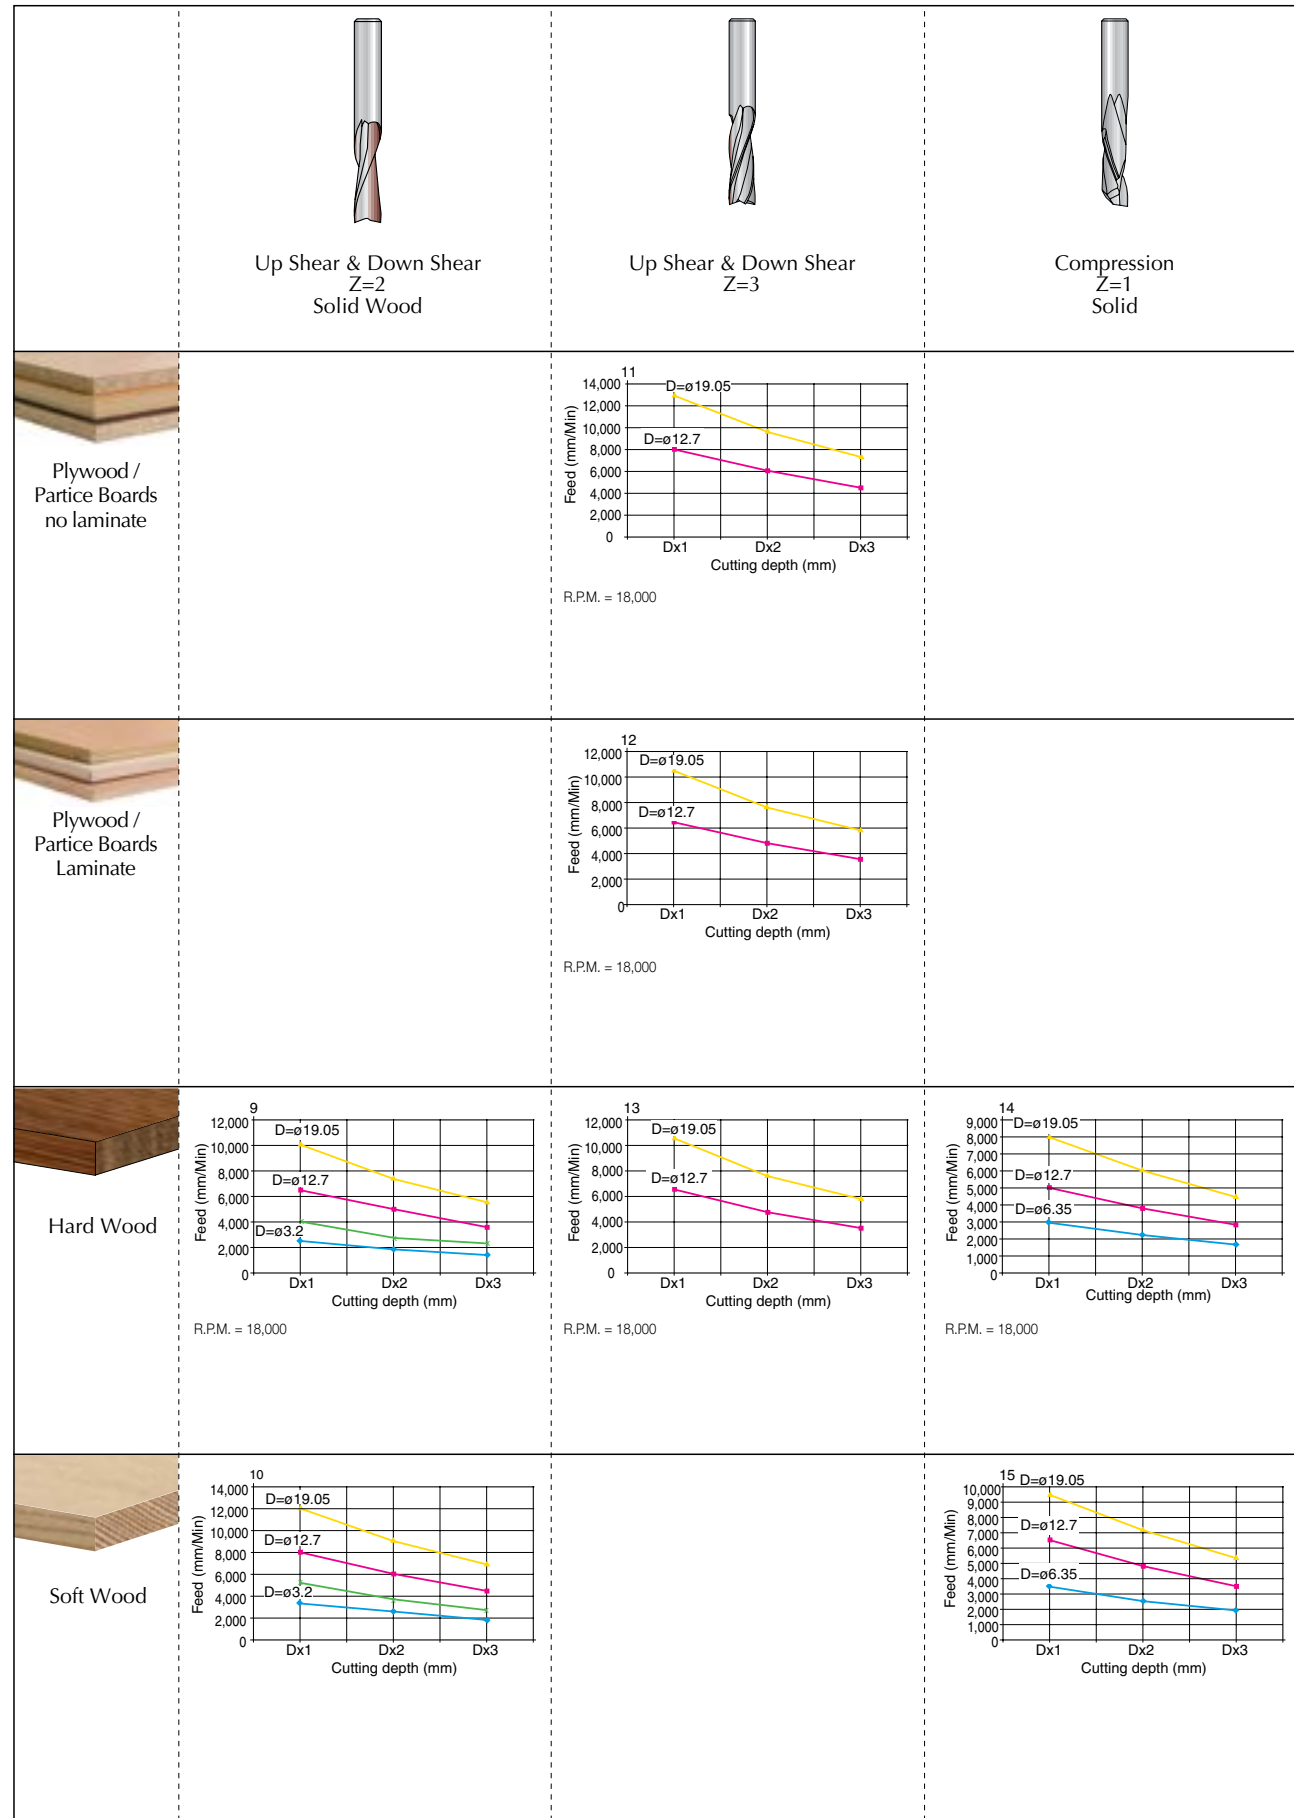 Up Shear & Down Shear
Z=2
Solid Wood
Up Shear & Down Shear
Z=3
Compression
Z=1
Solid
Plywood /
Partice Boards
no laminate
11
14,000
12,000
10,000
8,000
6,000
4,000
2,000
0
Feed (mm/Min)
D=ø19.05
D=ø12.7
Dx1 Dx2 Dx3
Cutting depth (mm)
R.P.M. = 18,000
Plywood /
Partice Boards
Laminate
12
12,000
10,000
8,000
6,000
4,000
2,000
0
Feed (mm/Min)
D=ø19.05
D=ø12.7
Dx1 Dx2 Dx3
Cutting depth (mm)
R.P.M. = 18,000
Hard Wood
9
12,000
10,000
8,000
6,000
4,000
2,000
0
Feed (mm/Min)
D=ø19.05
D=ø12.7
D=ø3.2
Dx1 Dx2 Dx3
Cutting depth (mm)
R.P.M. = 18,000
13
12,000
10,000
8,000
6,000
4,000
2,000
0
Feed (mm/Min)
D=ø19.05
D=ø12.7
Dx1 Dx2 Dx3
Cutting depth (mm)
R.P.M. = 18,000
14
9,000
8,000
7,000
6,000
5,000
4,000
3,000
2,000
1,000
0
Feed (mm/Min)
D=ø19.05
D=ø12.7
D=ø6.35
Dx1 Dx2 Dx3
Cutting depth (mm)
R.P.M. = 18,000
Soft Wood
10
14,000
12,000
10,000
8,000
6,000
4,000
2,000
0
Feed (mm/Min)
D=ø19.05
D=ø12.7
D=ø3.2
Dx1 Dx2 Dx3
Cutting depth (mm)
15
10,000
9,000
8,000
7,000
6,000
5,000
4,000
3,000
2,000
1,000
0
Feed (mm/Min)
D=ø19.05
D=ø12.7
D=ø6.35
Dx1 Dx2 Dx3
Cutting depth (mm)